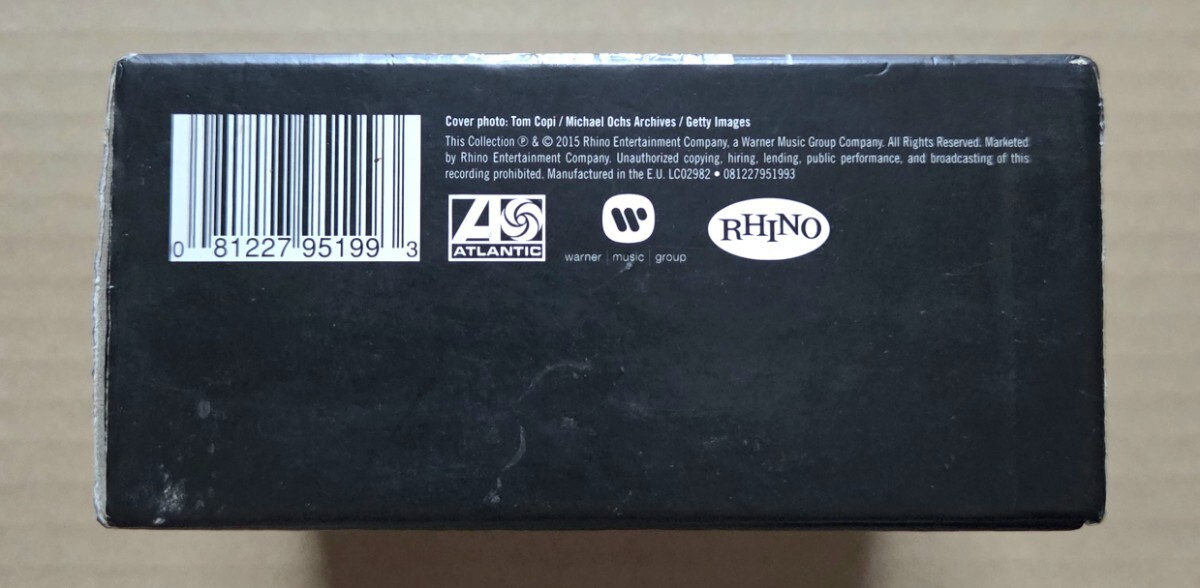 Cover photo: Tom Copi / Michael Ochs Archives / Getty Images
This Collection ℗ & © 2015 Rhino Entertainment Company, a Warner Music Group Company. All Rights Reserved. Marketed
by Rhino Entertainment Company. Unauthorized copying, hiring, lending, public performance, and broadcasting of this
recording prohibited. Manufactured in the E.U. LC02982 • 081227951993
0 81227 95199 3
ATLANTIC
warner | music | group
RHINO